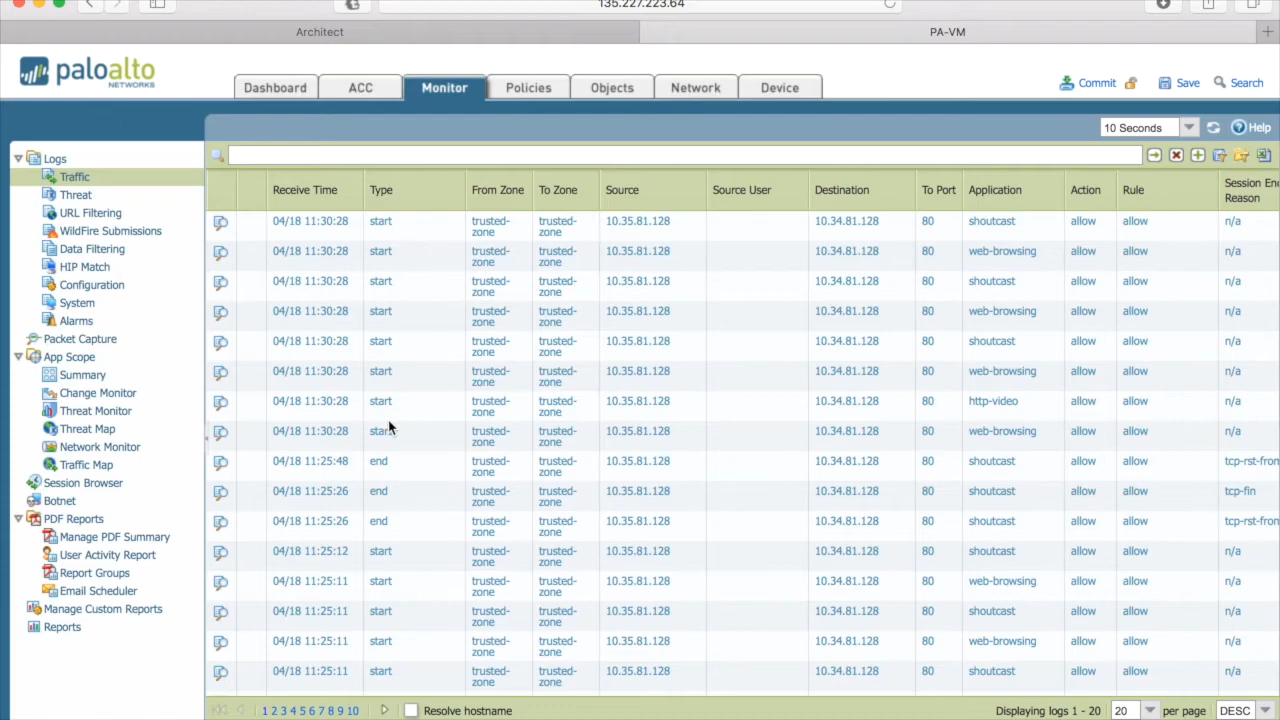 135.227.223.64
Architect
PA-VM
paloalto
NETWORKS
Dashboard ACC Monitor Policies Objects Network Device
Commit Save Search
10 Seconds Help
Logs
Traffic
Threat
URL Filtering
WildFire Submissions
Data Filtering
HIP Match
Configuration
System
Alarms
Packet Capture
App Scope
Summary
Change Monitor
Threat Monitor
Threat Map
Network Monitor
Traffic Map
Session Browser
Botnet
PDF Reports
Manage PDF Summary
User Activity Report
Report Groups
Email Scheduler
Manage Custom Reports
Reports
Receive Time Type From Zone To Zone Source Source User Destination To Port Application Action Rule Session End Reason
04/18 11:30:28 start trusted-zone trusted-zone 10.35.81.128 10.34.81.128 80 shoutcast allow allow n/a
04/18 11:30:28 start trusted-zone trusted-zone 10.35.81.128 10.34.81.128 80 web-browsing allow allow n/a
04/18 11:30:28 start trusted-zone trusted-zone 10.35.81.128 10.34.81.128 80 shoutcast allow allow n/a
04/18 11:30:28 start trusted-zone trusted-zone 10.35.81.128 10.34.81.128 80 web-browsing allow allow n/a
04/18 11:30:28 start trusted-zone trusted-zone 10.35.81.128 10.34.81.128 80 shoutcast allow allow n/a
04/18 11:30:28 start trusted-zone trusted-zone 10.35.81.128 10.34.81.128 80 web-browsing allow allow n/a
04/18 11:30:28 start trusted-zone trusted-zone 10.35.81.128 10.34.81.128 80 http-video allow allow n/a
04/18 11:30:28 start trusted-zone trusted-zone 10.35.81.128 10.34.81.128 80 web-browsing allow allow n/a
04/18 11:25:48 end trusted-zone trusted-zone 10.35.81.128 10.34.81.128 80 shoutcast allow allow tcp-rst-fron
04/18 11:25:26 end trusted-zone trusted-zone 10.35.81.128 10.34.81.128 80 shoutcast allow allow tcp-fin
04/18 11:25:26 end trusted-zone trusted-zone 10.35.81.128 10.34.81.128 80 shoutcast allow allow tcp-rst-fron
04/18 11:25:12 start trusted-zone trusted-zone 10.35.81.128 10.34.81.128 80 shoutcast allow allow n/a
04/18 11:25:11 start trusted-zone trusted-zone 10.35.81.128 10.34.81.128 80 web-browsing allow allow n/a
04/18 11:25:11 start trusted-zone trusted-zone 10.35.81.128 10.34.81.128 80 shoutcast allow allow n/a
04/18 11:25:11 start trusted-zone trusted-zone 10.35.81.128 10.34.81.128 80 web-browsing allow allow n/a
04/18 11:25:11 start trusted-zone trusted-zone 10.35.81.128 10.34.81.128 80 shoutcast allow allow n/a
1 2 3 4 5 6 7 8 9 10 Resolve hostname Displaying logs 1 - 20 20 per page DESC